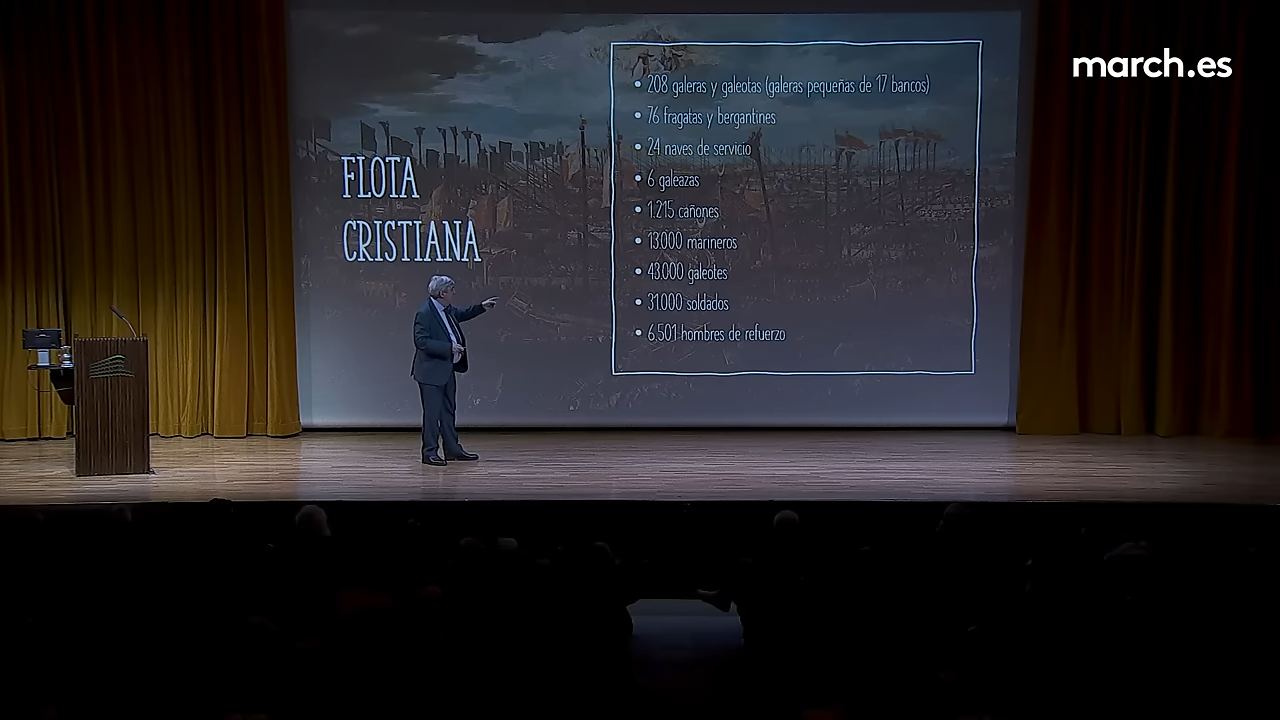 march.es
FLOTA
CRISTIANA
• 208 galeras y galeotas (galeras pequeñas de 17 bancos)
• 76 fragatas y bergantines
• 24 naves de servicio
• 6 galeazas
• 1.215 cañones
• 13.000 marineros
• 43.000 galeotes
• 31.000 soldados
• 6,501 hombres de refuerzo